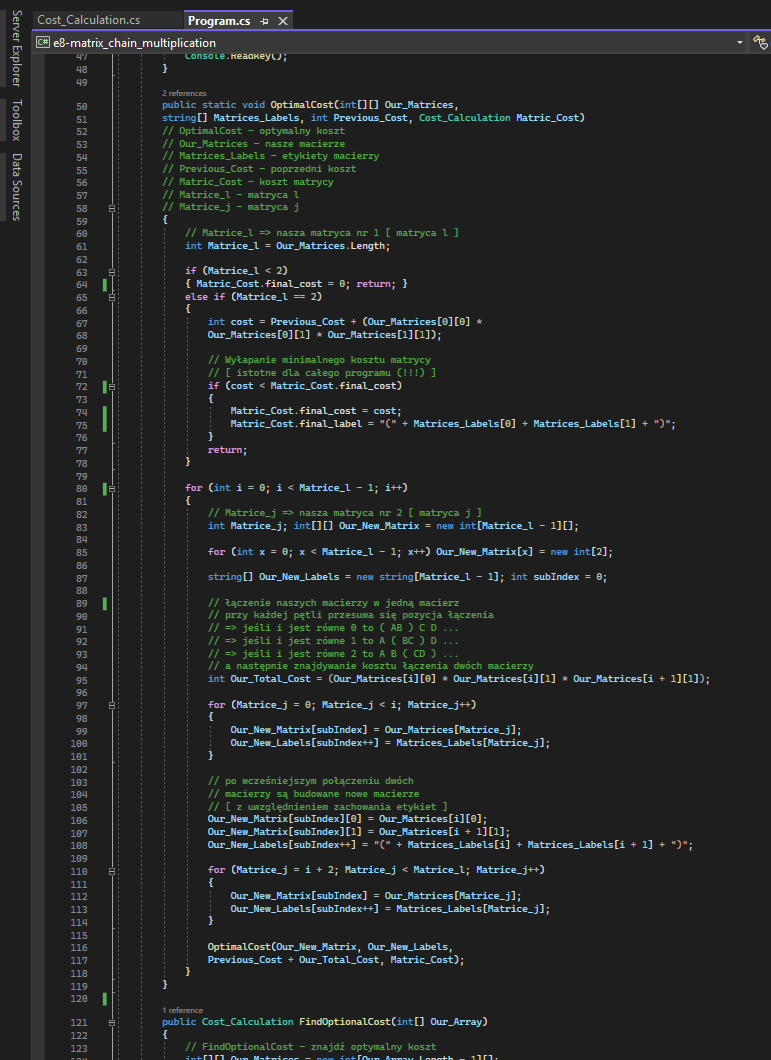 Cost_Calculation.cs
Program.cs
Server Explorer
Toolbox
Data Sources
C# e8-matrix_chain_multiplication
47 Console.ReadKey();
48 }
49
2 references
50 public static void OptimalCost(int[][] Our_Matrices,
51 string[] Matrices_Labels, int Previous_Cost, Cost_Calculation Matric_Cost)
52 // OptimalCost - optymalny koszt
53 // Our_Matrices - nasze macierze
54 // Matrices_Labels - etykiety macierzy
55 // Previous_Cost - poprzedni koszt
56 // Matric_Cost - koszt matrycy
57 // Matrice_l - matryca l
58 // Matrice_j - matryca j
59 {
60 // Matrice_l => nasza matryca nr 1 [ matryca l ]
61 int Matrice_l = Our_Matrices.Length;
62
63 if (Matrice_l < 2)
64 { Matric_Cost.final_cost = 0; return; }
65 else if (Matrice_l == 2)
66 {
67 int cost = Previous_Cost + (Our_Matrices[0][0] *
68 Our_Matrices[0][1] * Our_Matrices[1][1]);
69
70 // Wyłapanie minimalnego kosztu matrycy
71 // [ istotne dla całego programu (!!!) ]
72 if (cost < Matric_Cost.final_cost)
73 {
74 Matric_Cost.final_cost = cost;
75 Matric_Cost.final_label = "(" + Matrices_Labels[0] + Matrices_Labels[1] + ")";
76 }
77 return;
78 }
79
80 for (int i = 0; i < Matrice_l - 1; i++)
81 {
82 // Matrice_j => nasza matryca nr 2 [ matryca j ]
83 int Matrice_j; int[][] Our_New_Matrix = new int[Matrice_l - 1][];
84
85 for (int x = 0; x < Matrice_l - 1; x++) Our_New_Matrix[x] = new int[2];
86
87 string[] Our_New_Labels = new string[Matrice_l - 1]; int subIndex = 0;
88
89 // łączenie naszych macierzy w jedną macierz
90 // przy każdej pętli przesuwa się pozycja łączenia
91 // => jeśli i jest równe 0 to ( AB ) C D ...
92 // => jeśli i jest równe 1 to A ( BC ) D ...
93 // => jeśli i jest równe 2 to A B ( CD ) ...
94 // a następnie znajdywanie kosztu łączenia dwóch macierzy
95 int Our_Total_Cost = (Our_Matrices[i][0] * Our_Matrices[i][1] * Our_Matrices[i + 1][1]);
96
97 for (Matrice_j = 0; Matrice_j < i; Matrice_j++)
98 {
99 Our_New_Matrix[subIndex] = Our_Matrices[Matrice_j];
100 Our_New_Labels[subIndex++] = Matrices_Labels[Matrice_j];
101 }
102
103 // po wcześniejszym połączeniu dwóch
104 // macierzy są budowane nowe macierze
105 // [ z uwzględnieniem zachowania etykiet ]
106 Our_New_Matrix[subIndex][0] = Our_Matrices[i][0];
107 Our_New_Matrix[subIndex][1] = Our_Matrices[i + 1][1];
108 Our_New_Labels[subIndex++] = "(" + Matrices_Labels[i] + Matrices_Labels[i + 1] + ")";
109
110 for (Matrice_j = i + 2; Matrice_j < Matrice_l; Matrice_j++)
111 {
112 Our_New_Matrix[subIndex] = Our_Matrices[Matrice_j];
113 Our_New_Labels[subIndex++] = Matrices_Labels[Matrice_j];
114 }
115
116 OptimalCost(Our_New_Matrix, Our_New_Labels,
117 Previous_Cost + Our_Total_Cost, Matric_Cost);
118 }
119 }
120
1 reference
121 public Cost_Calculation FindOptionalCost(int[] Our_Array)
122 {
123 // FindOptionalCost - znajdź optymalny koszt
124 int[][] Our_Matrices = new int[Our_Array.Length - 1][];